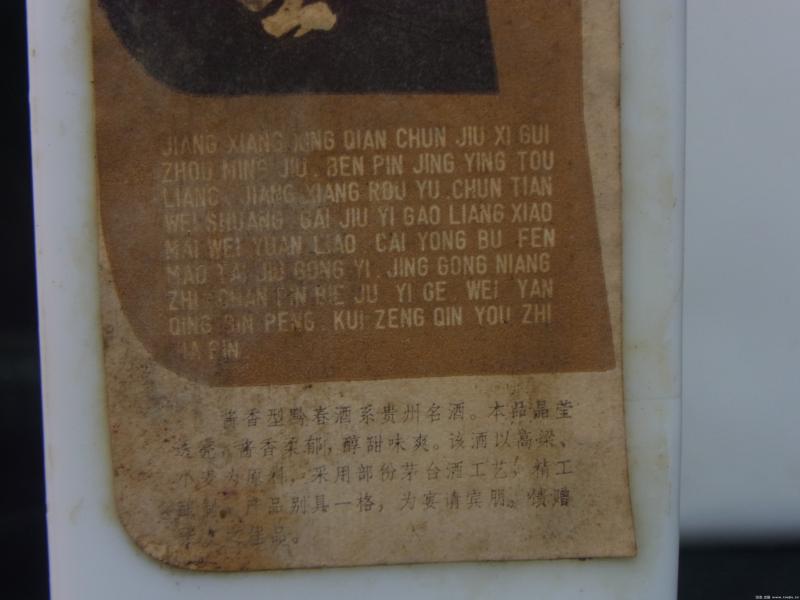 JIANG XIANG XING QIAN CHUN JIU XI GUI
ZHOU MING JIU . BEN PIN JING YING TOU
LIANG . JIANG XIANG ROU YU . CHUN TIAN
WEI SHUANG GAI JIU YI GAO LIANG XIAO
MAI WEI YUAN LIAO CAI YONG BU FEN
MAO TAI JIU GONG YI . JING GONG NIANG
ZHI CHAN PIN BIE JU YI GE . WEI YAN
QING BIN PENG . KUI ZENG QIN YOU ZHI
JIA PIN
酱香型黔春酒系贵州名酒。本品晶莹
透亮,酱香柔郁,醇甜味爽。该酒以高粱、
小麦为原料,采用部份茅台酒工艺,精工
酿制,产品别具一格,为宴请宾朋。馈赠
之佳品。